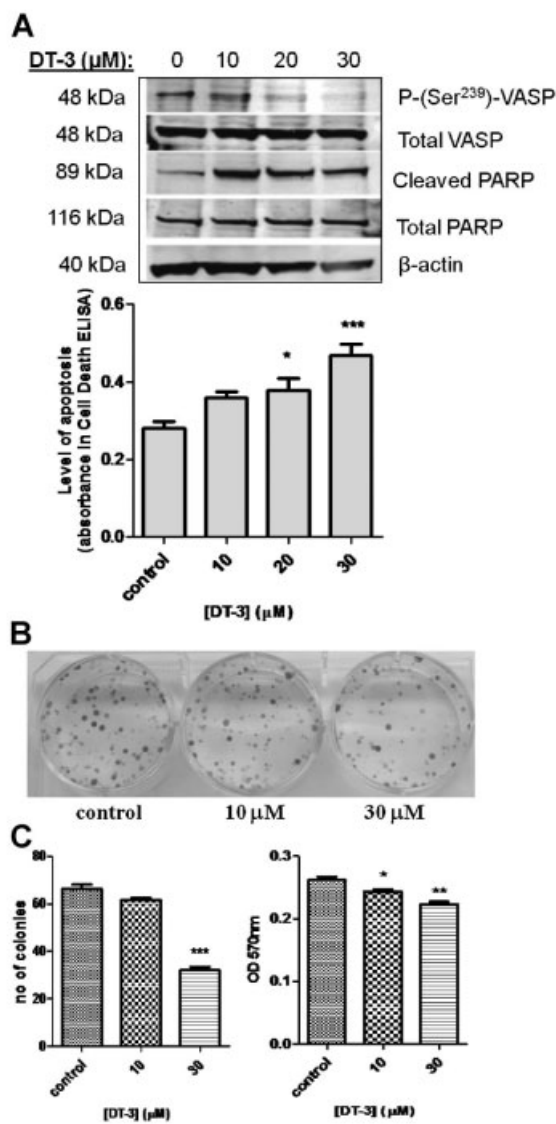 A
DT-3 (μM): 0 10 20 30
48 kDa P-(Ser²³⁹)-VASP
48 kDa Total VASP
89 kDa Cleaved PARP
116 kDa Total PARP
40 kDa β-actin
Level of apoptosis
(absorbance in Cell Death ELISA)
0.6
0.4
0.2
0.0
* ***
control 10 20 30
[DT-3] (μM)
B
control 10 μM 30 μM
C
no of colonies
80
60
40
20
0
***
control 10 30
[DT-3] (μM)
OD 570nm
0.3
0.2
0.1
0.0
* **
control 10 30
[DT-3] (μM)